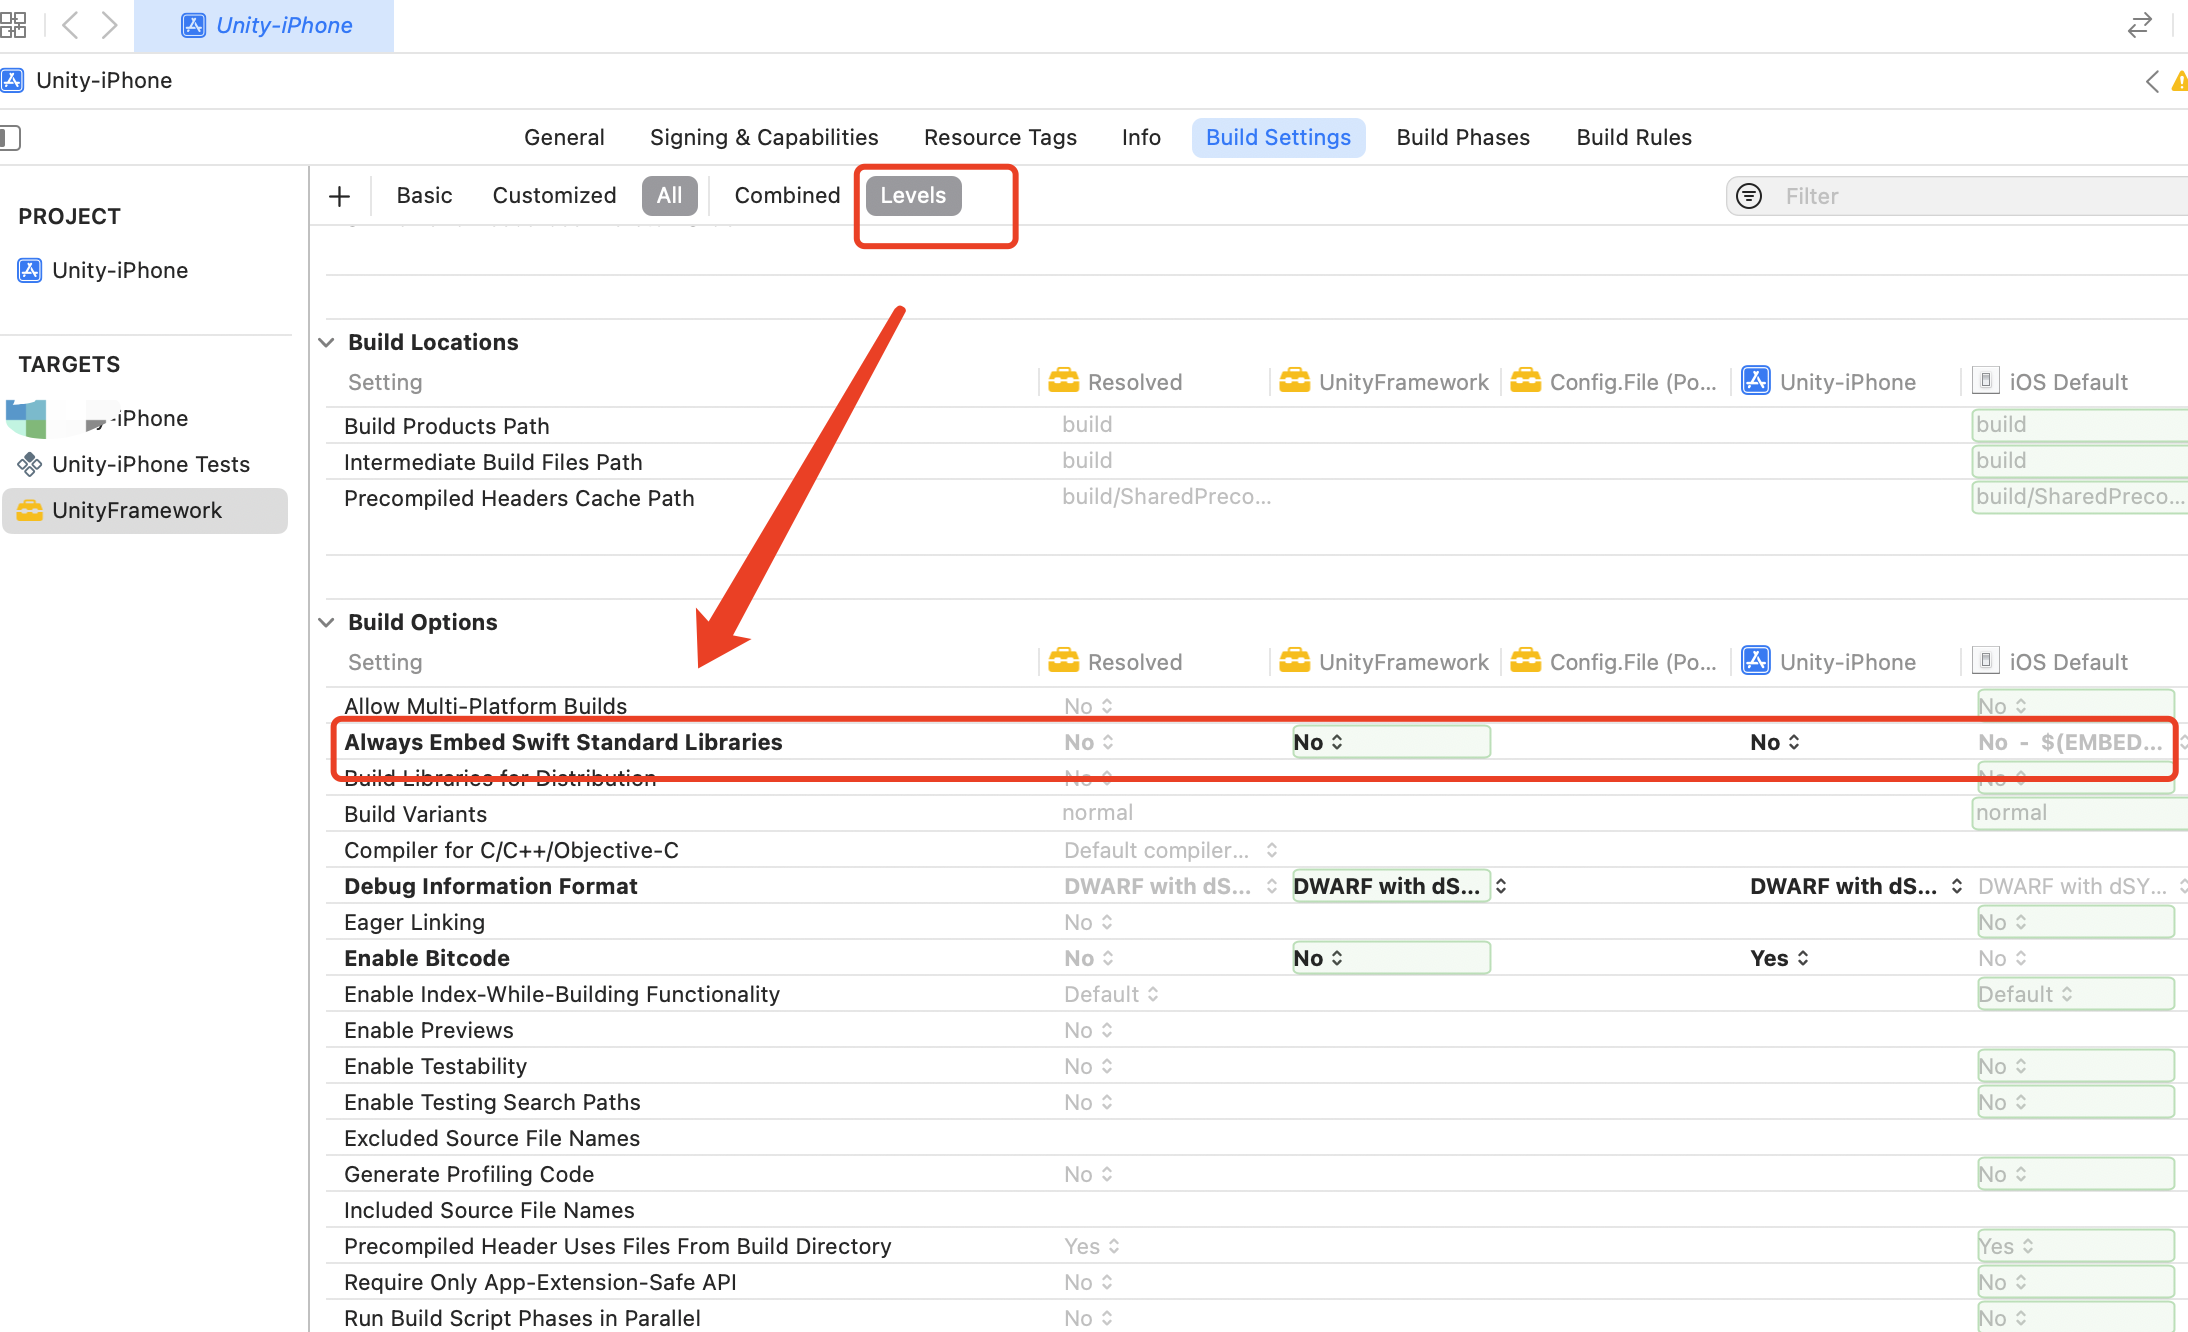 Unity-iPhone
Unity-iPhone
General Signing & Capabilities Resource Tags Info Build Settings Build Phases Build Rules
Basic Customized All Combined Levels Filter
PROJECT
Unity-iPhone
TARGETS
-iPhone
Unity-iPhone Tests
UnityFramework
Build Locations
Setting Resolved UnityFramework Config.File (Po... Unity-iPhone iOS Default
Build Products Path build build
Intermediate Build Files Path build build
Precompiled Headers Cache Path build/SharedPreco... build/SharedPreco...
Build Options
Setting Resolved UnityFramework Config.File (Po... Unity-iPhone iOS Default
Allow Multi-Platform Builds No No
Always Embed Swift Standard Libraries No No No No - $(EMBED...
Build Libraries for Distribution No No
Build Variants normal normal
Compiler for C/C++/Objective-C Default compiler...
Debug Information Format DWARF with dS... DWARF with dS... DWARF with dS... DWARF with dSY...
Eager Linking No No
Enable Bitcode No No Yes No
Enable Index-While-Building Functionality Default Default
Enable Previews No
Enable Testability No No
Enable Testing Search Paths No No
Excluded Source File Names
Generate Profiling Code No No
Included Source File Names
Precompiled Header Uses Files From Build Directory Yes Yes
Require Only App-Extension-Safe API No No
Run Build Script Phases in Parallel No No